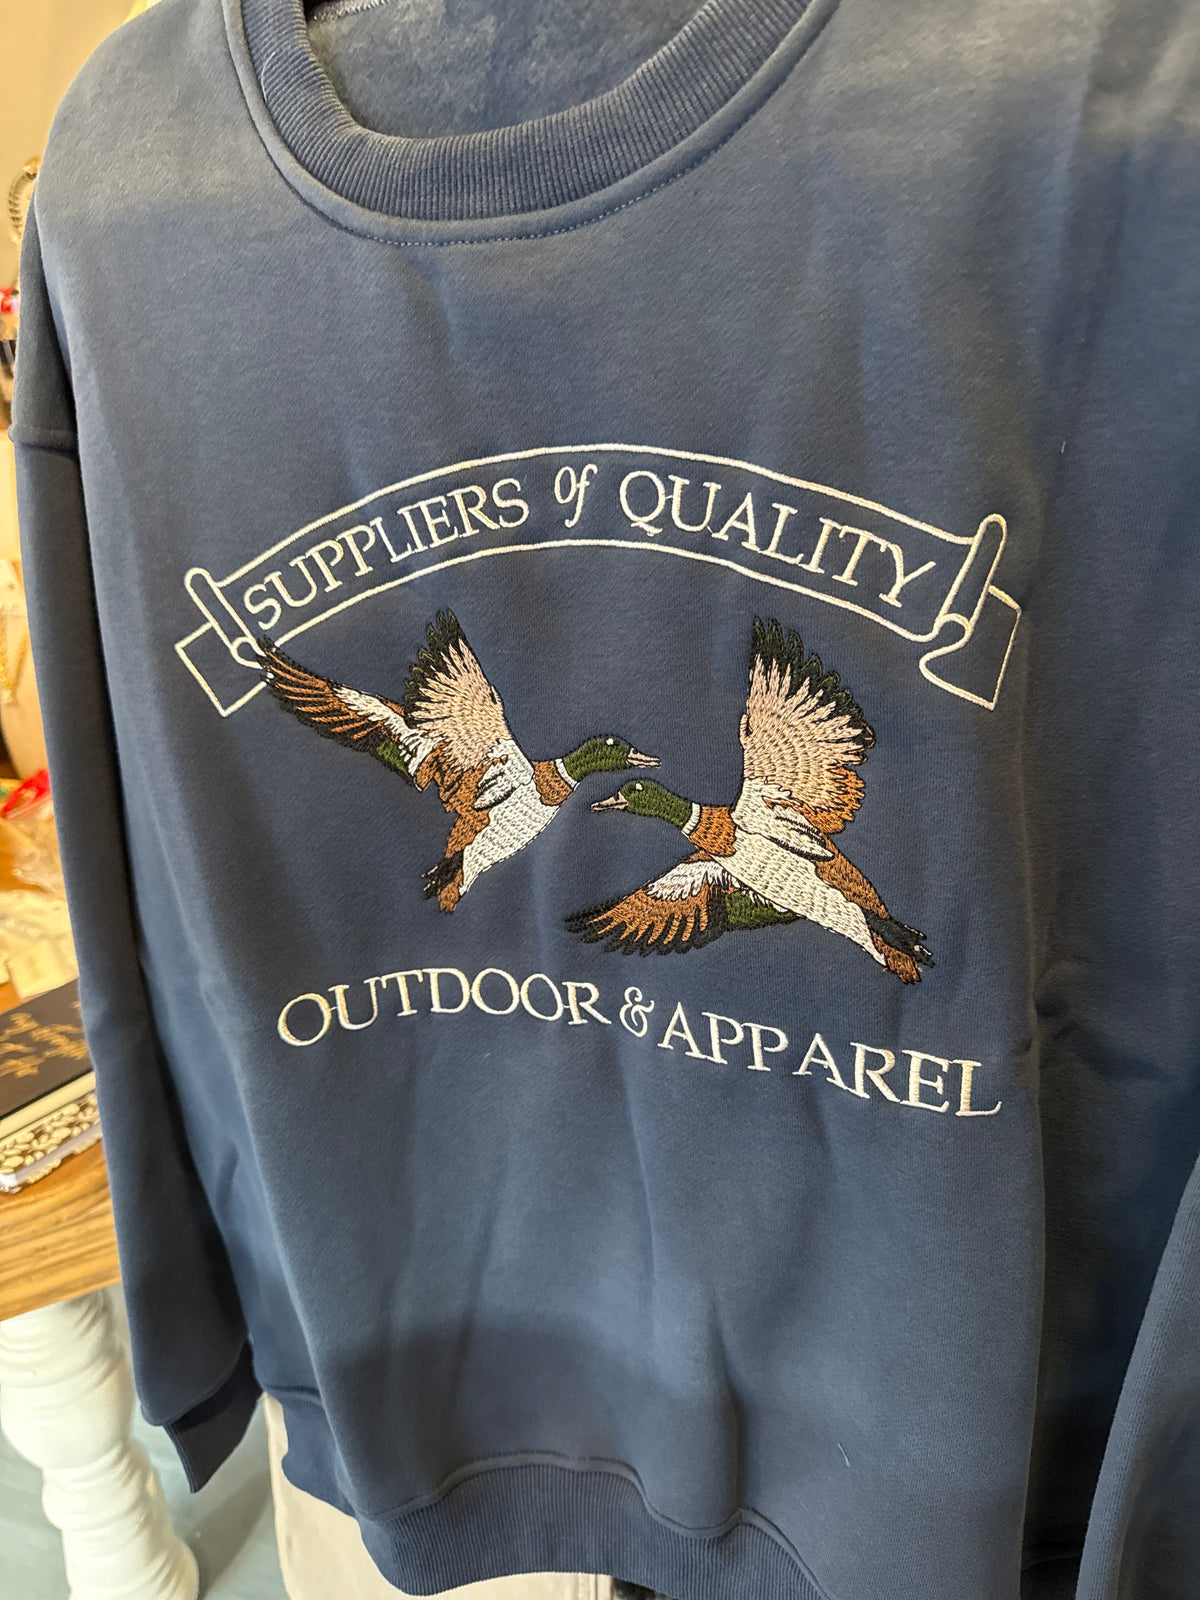 SUPPLIERS of QUALITY
OUTDOOR & APPAREL